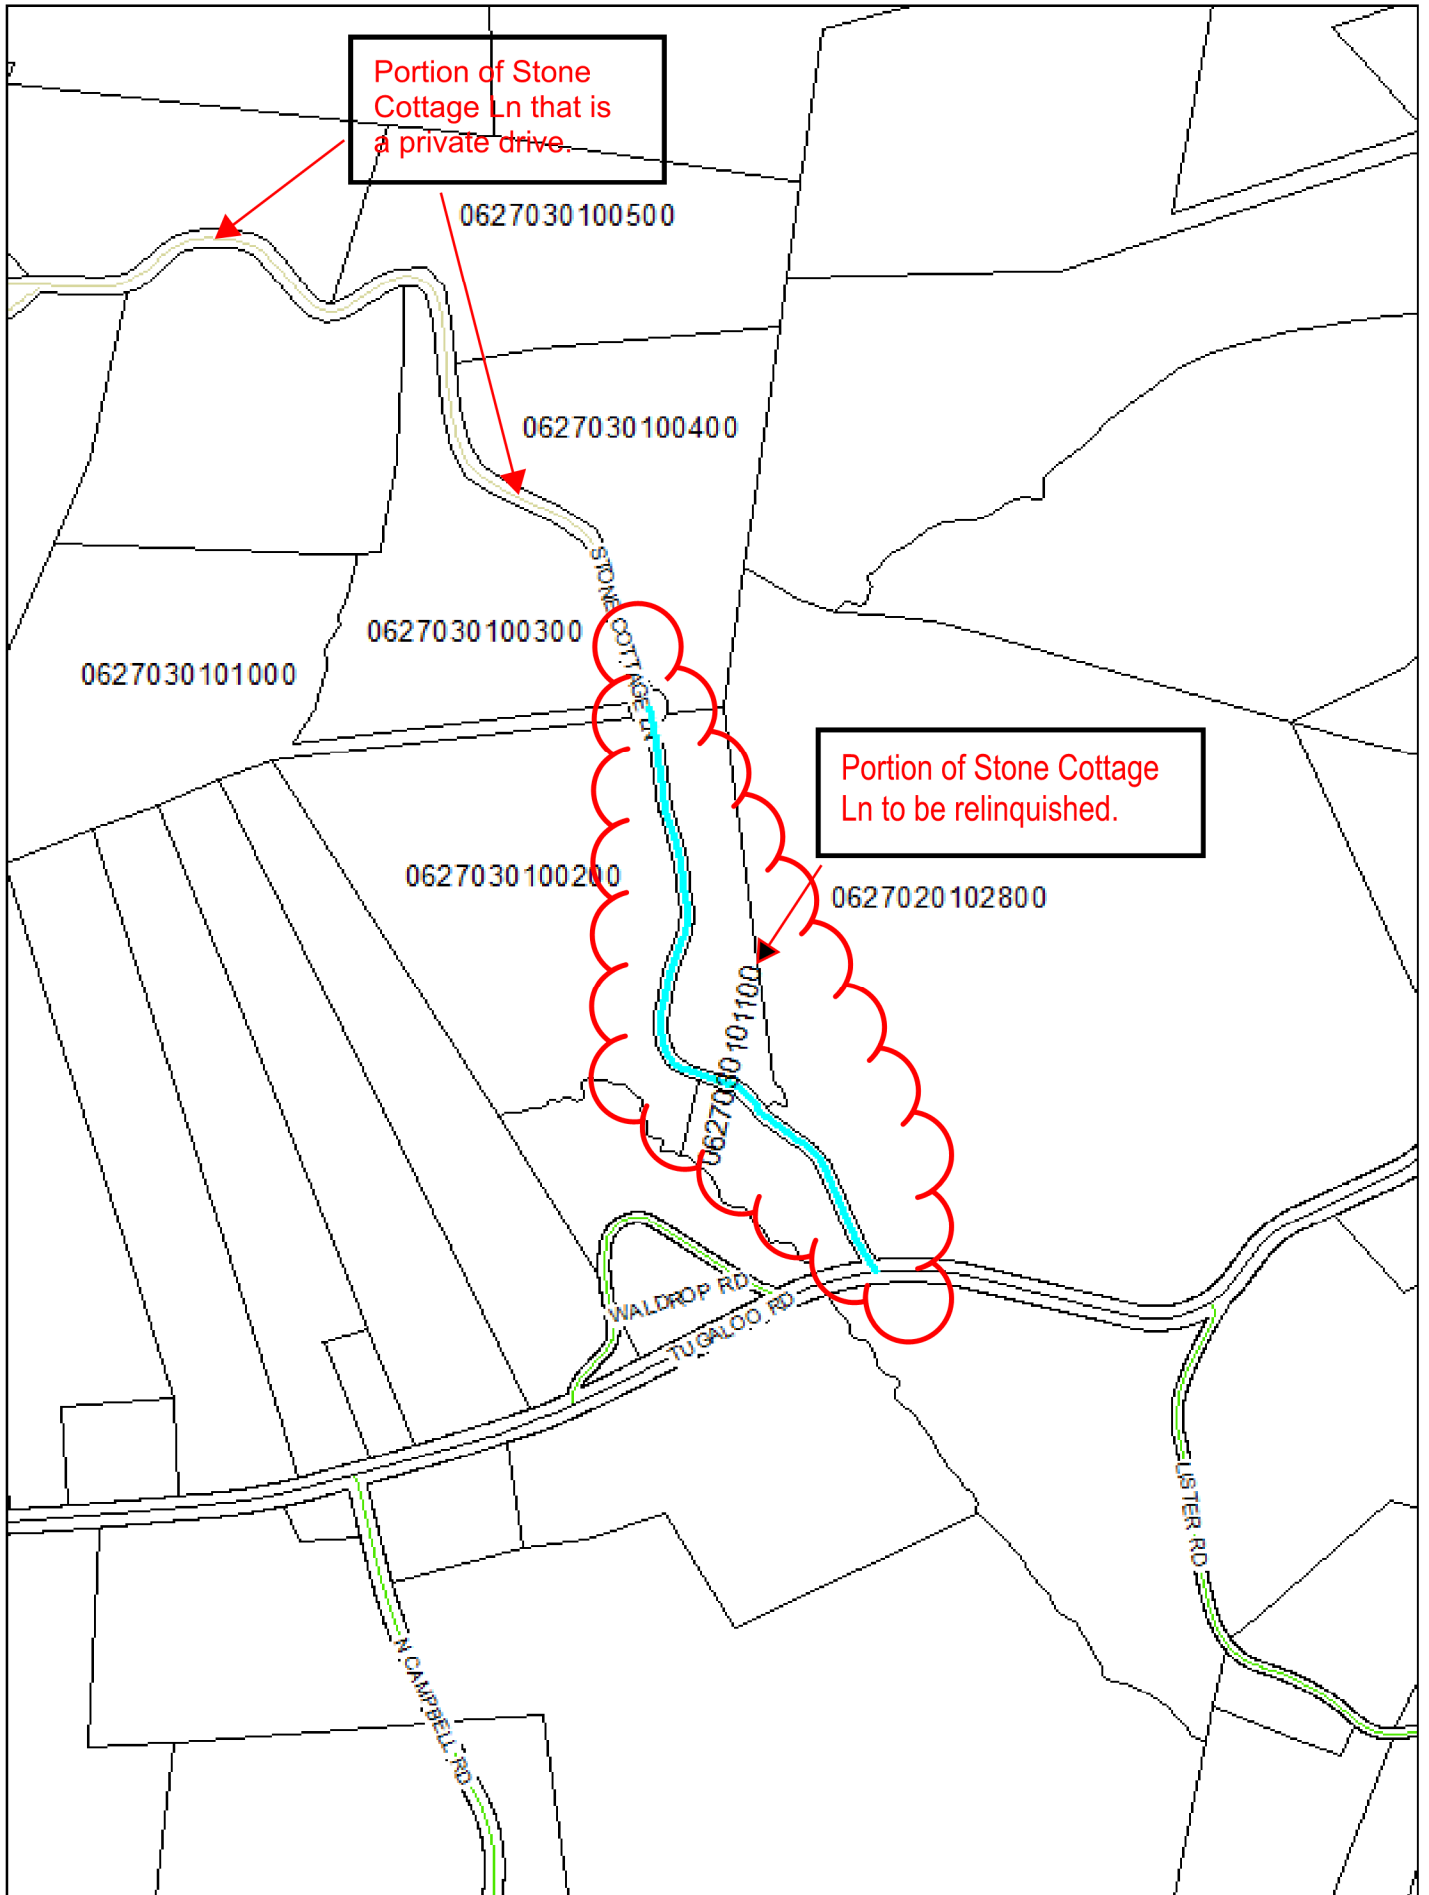 Portion of Stone
Cottage Ln that is
a private drive.
0627030100500
0627030100400
STONE COTTAGE LN
0627030100300
0627030101000
Portion of Stone Cottage
Ln to be relinquished.
0627030100200
0627020102800
0627030101100
WALDROP RD
TUGALOO RD
LISTER RD
N CAMPBELL RD